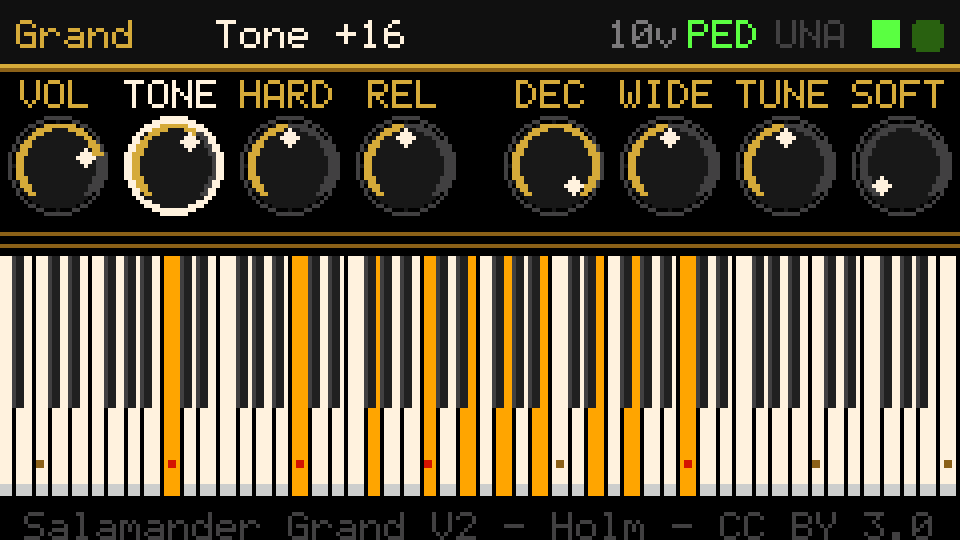 Grand Tone +16 10v PED UNA
VOL TONE HARD REL DEC WIDE TUNE SOFT
Salamander Grand V2 - Holm - CC BY 3.0